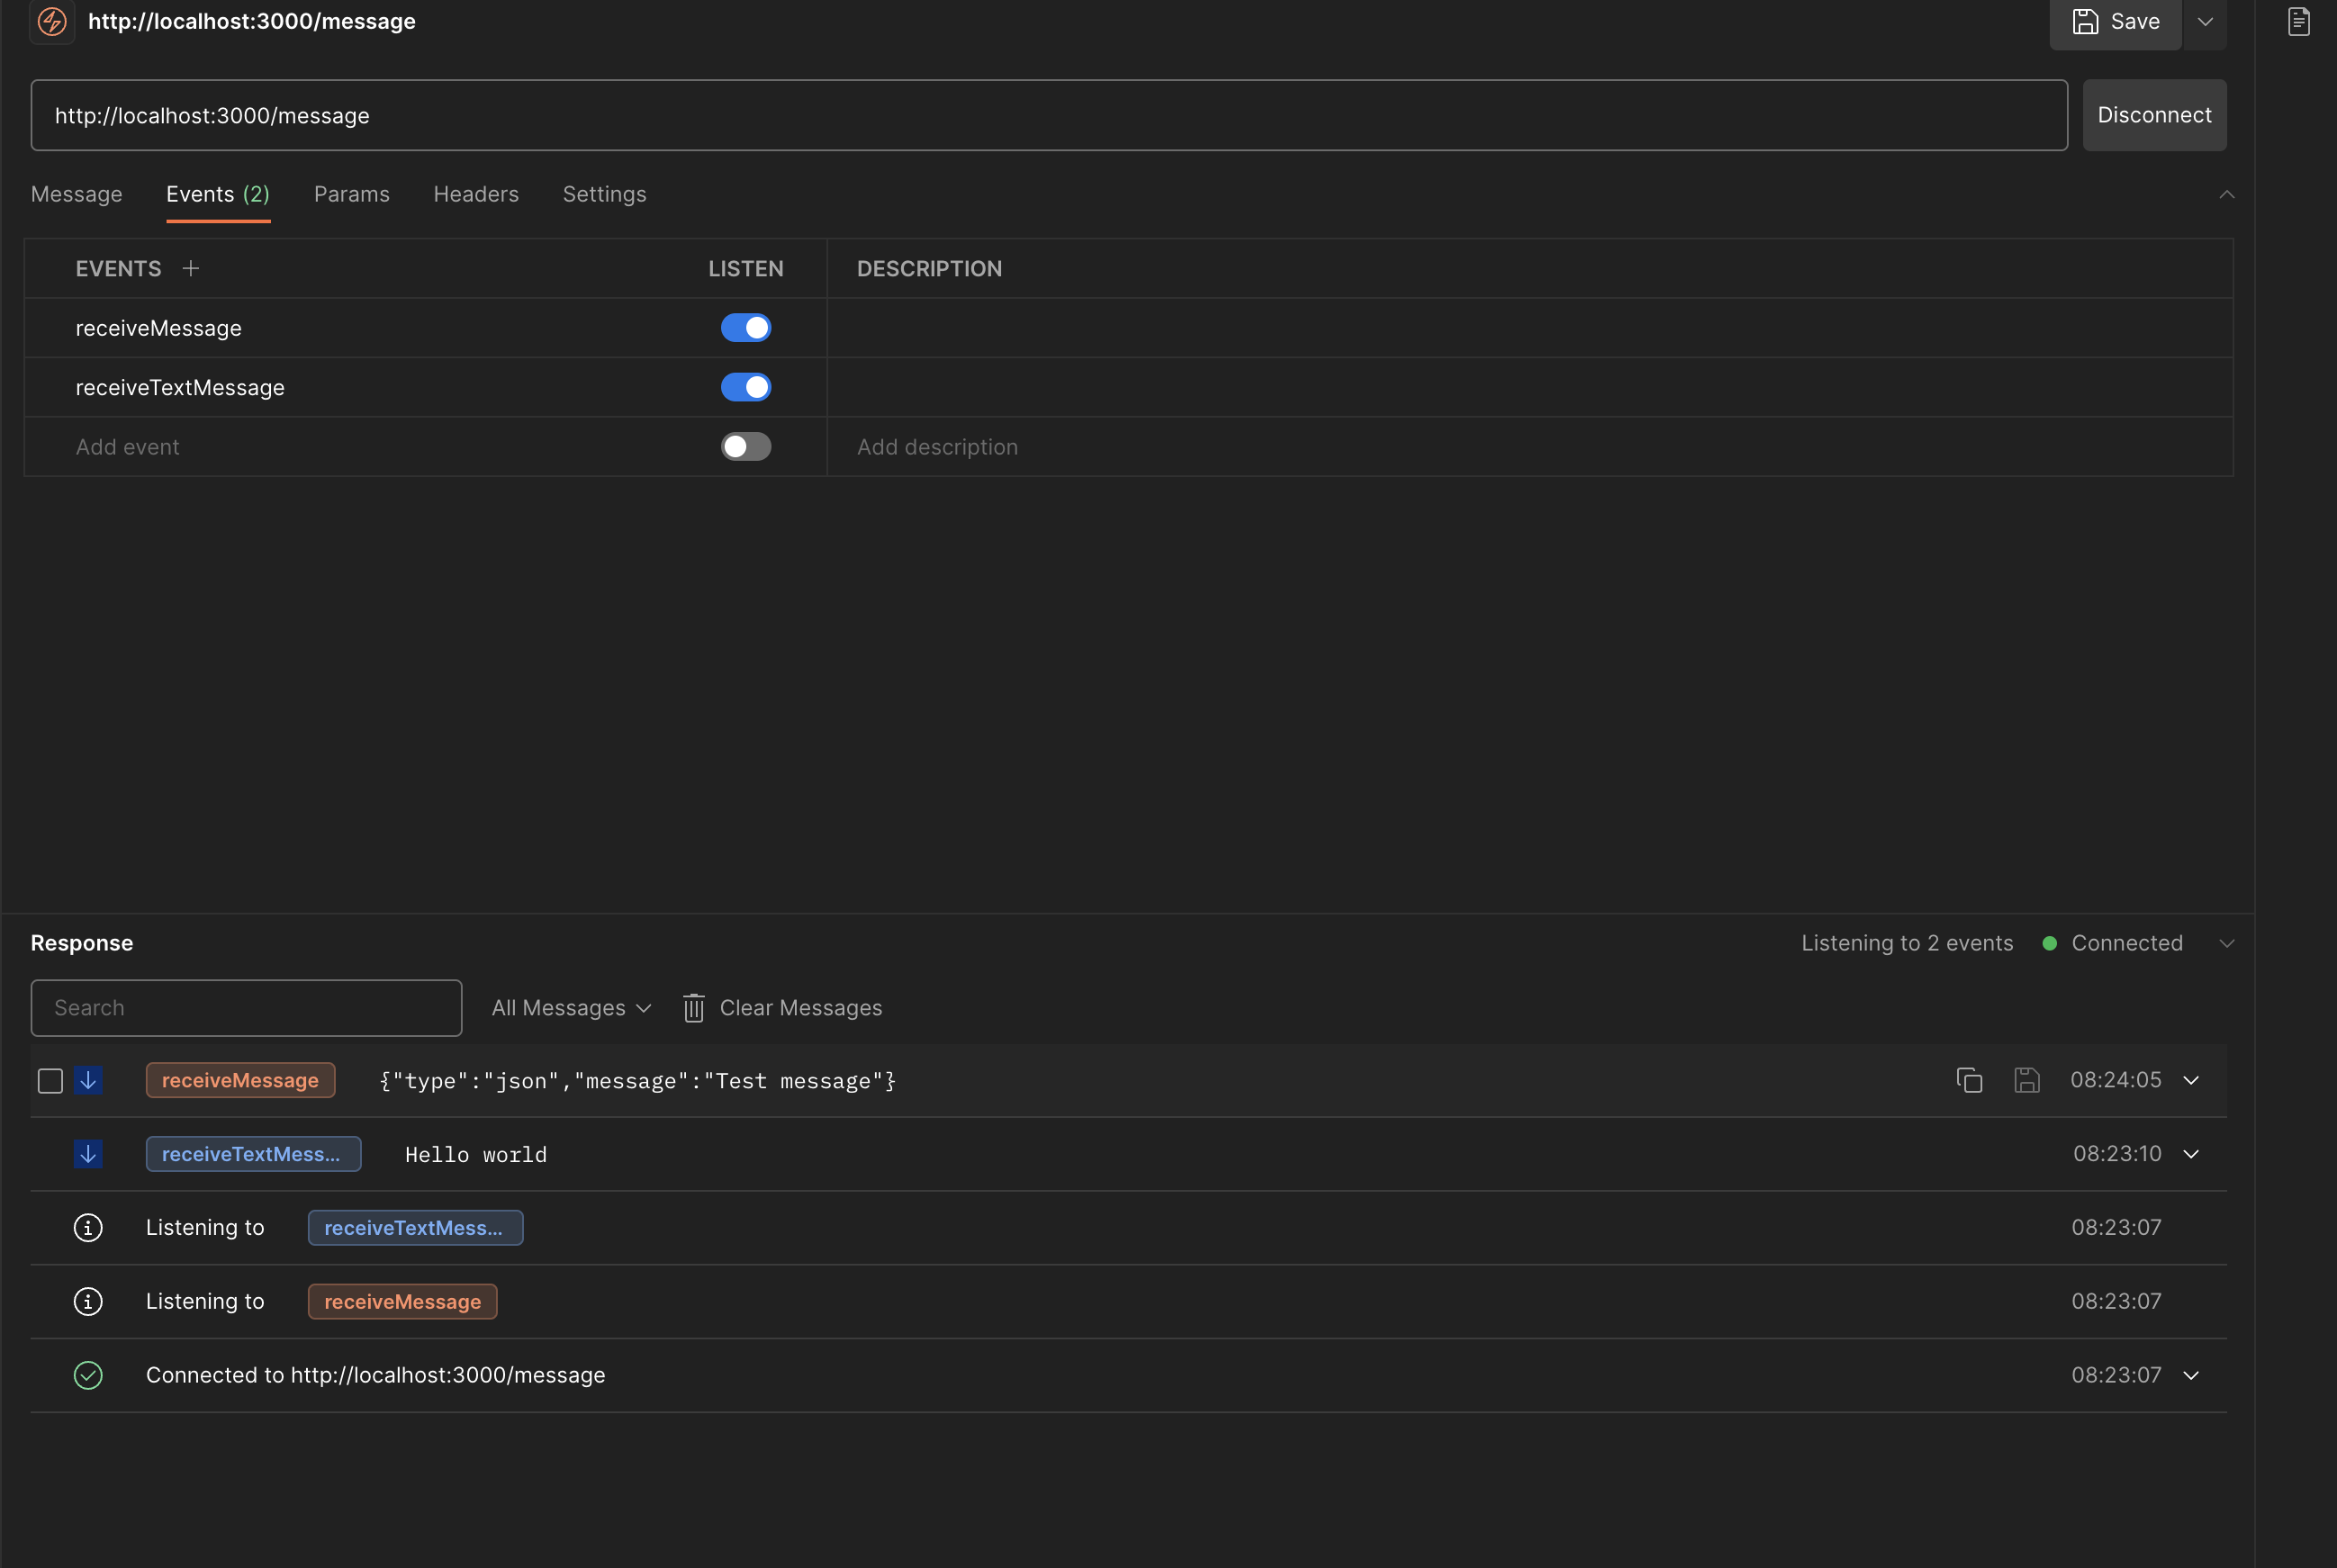 http://localhost:3000/message
Save
http://localhost:3000/message
Disconnect
Message Events (2) Params Headers Settings
EVENTS + LISTEN DESCRIPTION
receiveMessage
receiveTextMessage
Add event Add description
Response Listening to 2 events Connected
Search All Messages Clear Messages
receiveMessage {"type":"json","message":"Test message"} 08:24:05
receiveTextMess... Hello world 08:23:10
Listening to receiveTextMess... 08:23:07
Listening to receiveMessage 08:23:07
Connected to http://localhost:3000/message 08:23:07